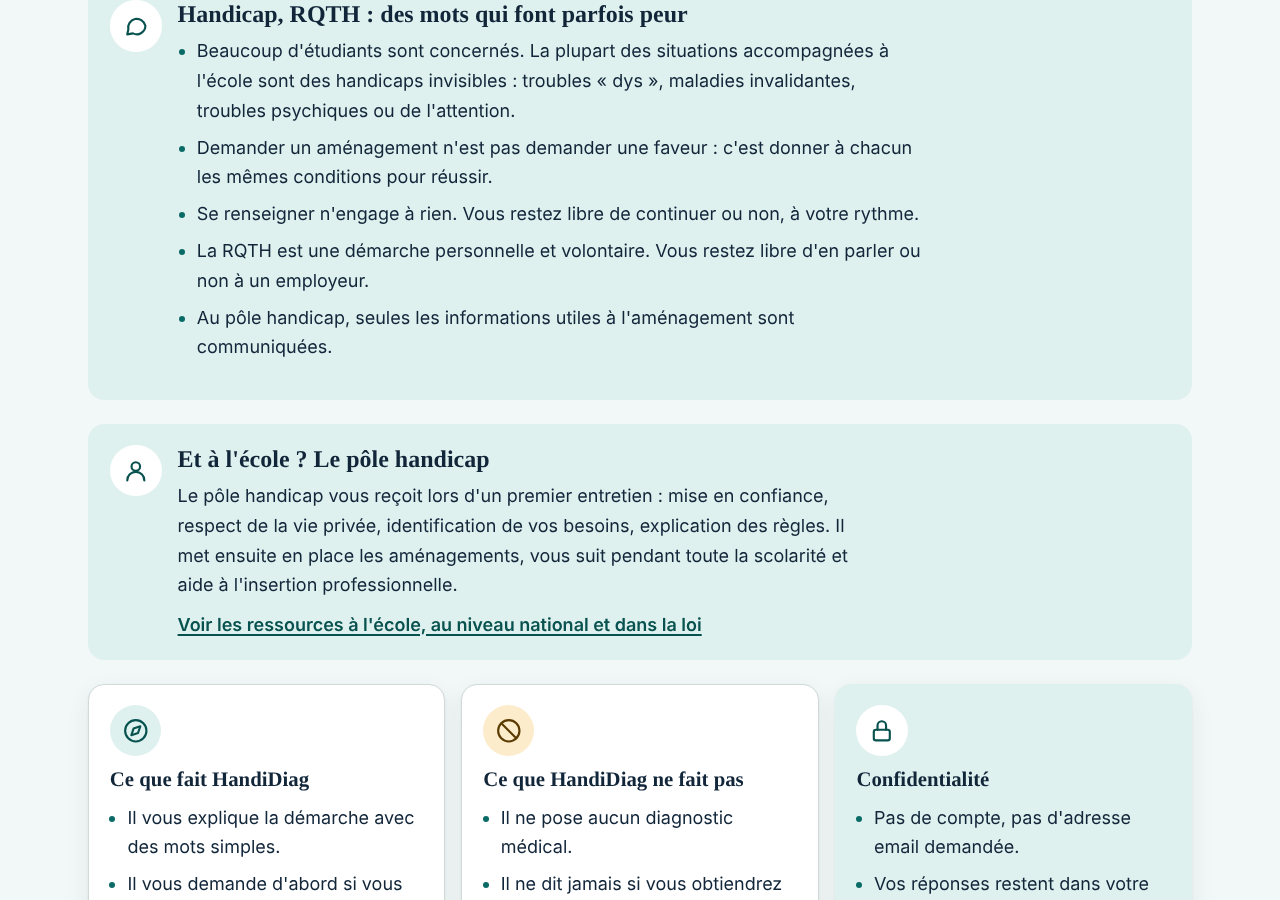 Handicap, RQTH : des mots qui font parfois peur
Beaucoup d'étudiants sont concernés. La plupart des situations accompagnées à
l'école sont des handicaps invisibles : troubles « dys », maladies invalidantes,
troubles psychiques ou de l'attention.
Demander un aménagement n'est pas demander une faveur : c'est donner à chacun
les mêmes conditions pour réussir.
Se renseigner n'engage à rien. Vous restez libre de continuer ou non, à votre rythme.
La RQTH est une démarche personnelle et volontaire. Vous restez libre d'en parler ou
non à un employeur.
Au pôle handicap, seules les informations utiles à l'aménagement sont
communiquées.
Et à l'école ? Le pôle handicap
Le pôle handicap vous reçoit lors d'un premier entretien : mise en confiance,
respect de la vie privée, identification de vos besoins, explication des règles. Il
met ensuite en place les aménagements, vous suit pendant toute la scolarité et
aide à l'insertion professionnelle.
Voir les ressources à l'école, au niveau national et dans la loi
Ce que fait HandiDiag
Il vous explique la démarche avec
des mots simples.
Il vous demande d'abord si vous
Ce que HandiDiag ne fait pas
Il ne pose aucun diagnostic
médical.
Il ne dit jamais si vous obtiendrez
Confidentialité
Pas de compte, pas d'adresse
email demandée.
Vos réponses restent dans votre